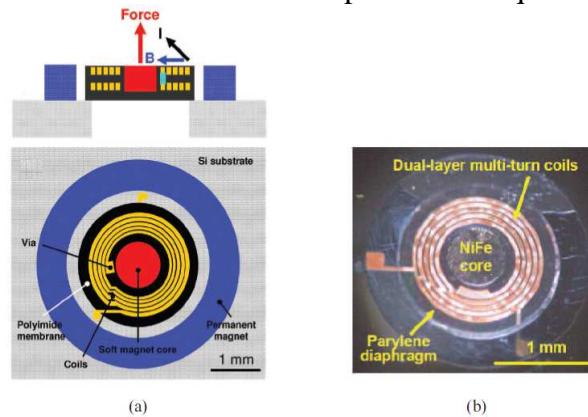 Force
I
B
Si substrate
Via
Polyimide
membrane
Coils
Soft magnet core
Permanent
magnet
1 mm
(a)
Dual-layer multi-turn coils
NiFe
core
Parylene
diaphragm
1 mm
(b)